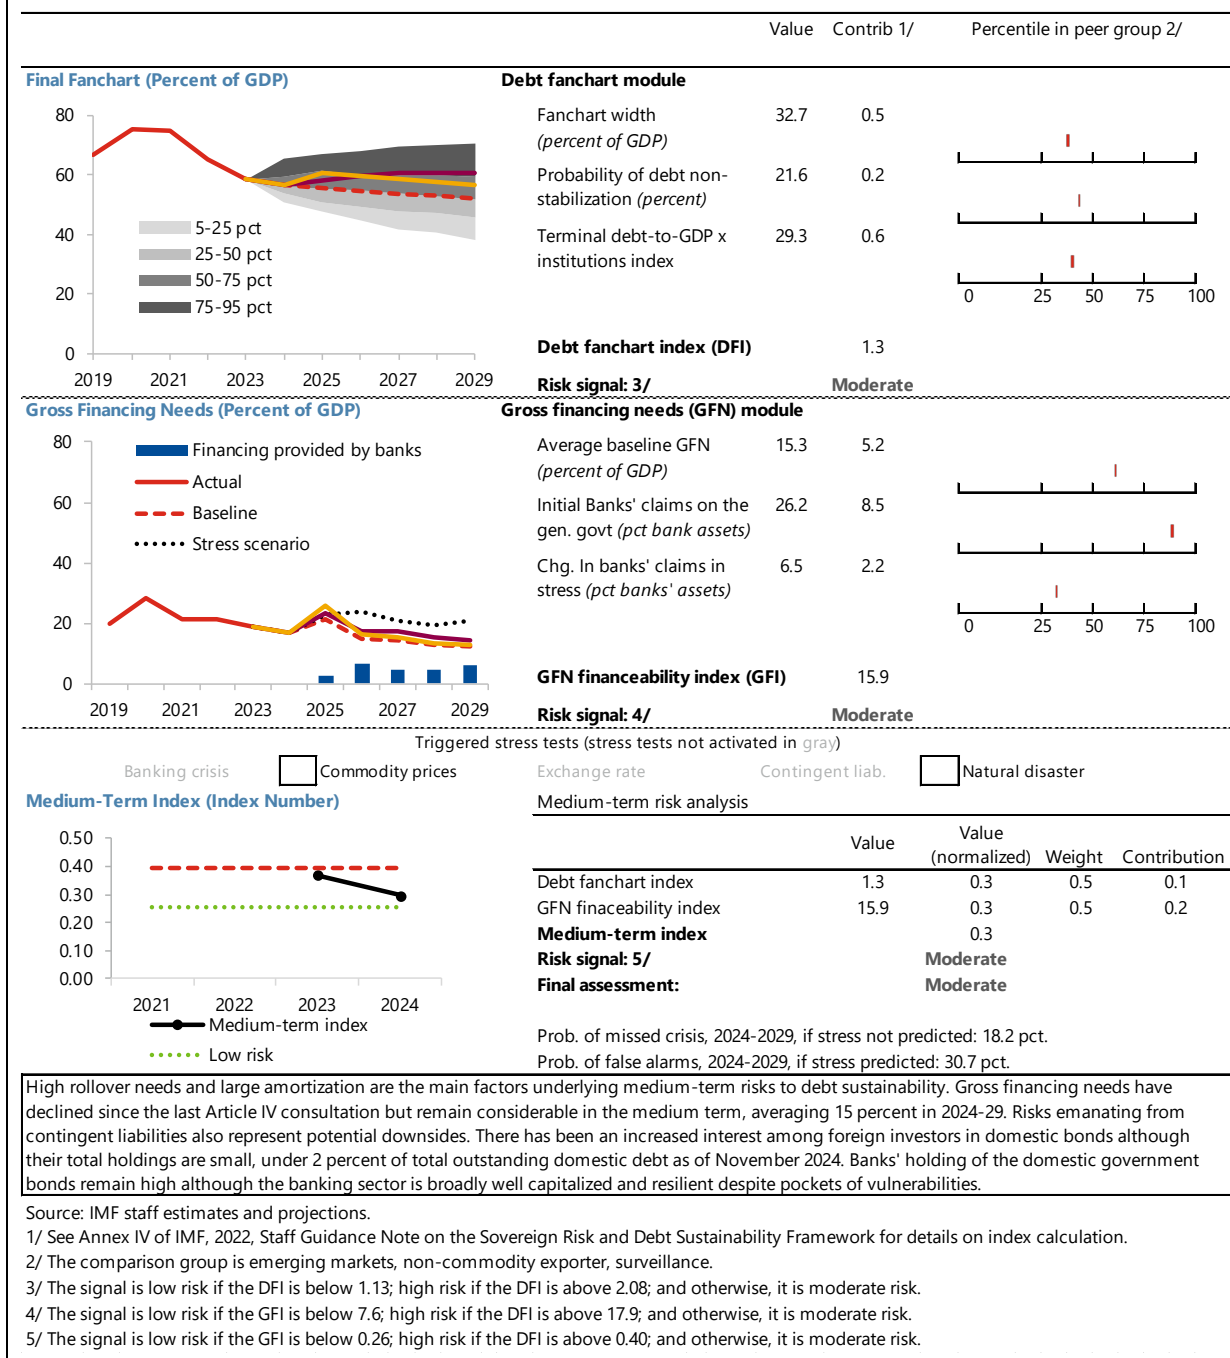 Value Contrib 1/ Percentile in peer group 2/
Final Fanchart (Percent of GDP)
80
60
40
20
0
5-25 pct
25-50 pct
50-75 pct
75-95 pct
2019 2021 2023 2025 2027 2029
Debt fanchart module
Fanchart width 32.7 0.5
(percent of GDP)
Probability of debt non- 21.6 0.2
stabilization (percent)
Terminal debt-to-GDP x 29.3 0.6
institutions index
0 25 50 75 100
Debt fanchart index (DFI) 1.3
Risk signal: 3/ Moderate
Gross Financing Needs (Percent of GDP)
80
60
40
20
0
Financing provided by banks
Actual
Baseline
Stress scenario
2019 2021 2023 2025 2027 2029
Gross financing needs (GFN) module
Average baseline GFN 15.3 5.2
(percent of GDP)
Initial Banks' claims on the 26.2 8.5
gen. govt (pct bank assets)
Chg. In banks' claims in 6.5 2.2
stress (pct banks' assets)
0 25 50 75 100
GFN financeability index (GFI) 15.9
Risk signal: 4/ Moderate
Triggered stress tests (stress tests not activated in gray)
Banking crisis Commodity prices Exchange rate Contingent liab. Natural disaster
Medium-Term Index (Index Number)
0.50
0.40
0.30
0.20
0.10
0.00
2021 2022 2023 2024
Medium-term index
Low risk
Medium-term risk analysis
Value Value (normalized) Weight Contribution
Debt fanchart index 1.3 0.3 0.5 0.1
GFN finaceability index 15.9 0.3 0.5 0.2
Medium-term index 0.3
Risk signal: 5/ Moderate
Final assessment: Moderate
Prob. of missed crisis, 2024-2029, if stress not predicted: 18.2 pct.
Prob. of false alarms, 2024-2029, if stress predicted: 30.7 pct.
High rollover needs and large amortization are the main factors underlying medium-term risks to debt sustainability. Gross financing needs have
declined since the last Article IV consultation but remain considerable in the medium term, averaging 15 percent in 2024-29. Risks emanating from
contingent liabilities also represent potential downsides. There has been an increased interest among foreign investors in domestic bonds although
their total holdings are small, under 2 percent of total outstanding domestic debt as of November 2024. Banks' holding of the domestic government
bonds remain high although the banking sector is broadly well capitalized and resilient despite pockets of vulnerabilities.
Source: IMF staff estimates and projections.
1/ See Annex IV of IMF, 2022, Staff Guidance Note on the Sovereign Risk and Debt Sustainability Framework for details on index calculation.
2/ The comparison group is emerging markets, non-commodity exporter, surveillance.
3/ The signal is low risk if the DFI is below 1.13; high risk if the DFI is above 2.08; and otherwise, it is moderate risk.
4/ The signal is low risk if the GFI is below 7.6; high risk if the DFI is above 17.9; and otherwise, it is moderate risk.
5/ The signal is low risk if the GFI is below 0.26; high risk if the DFI is above 0.40; and otherwise, it is moderate risk.